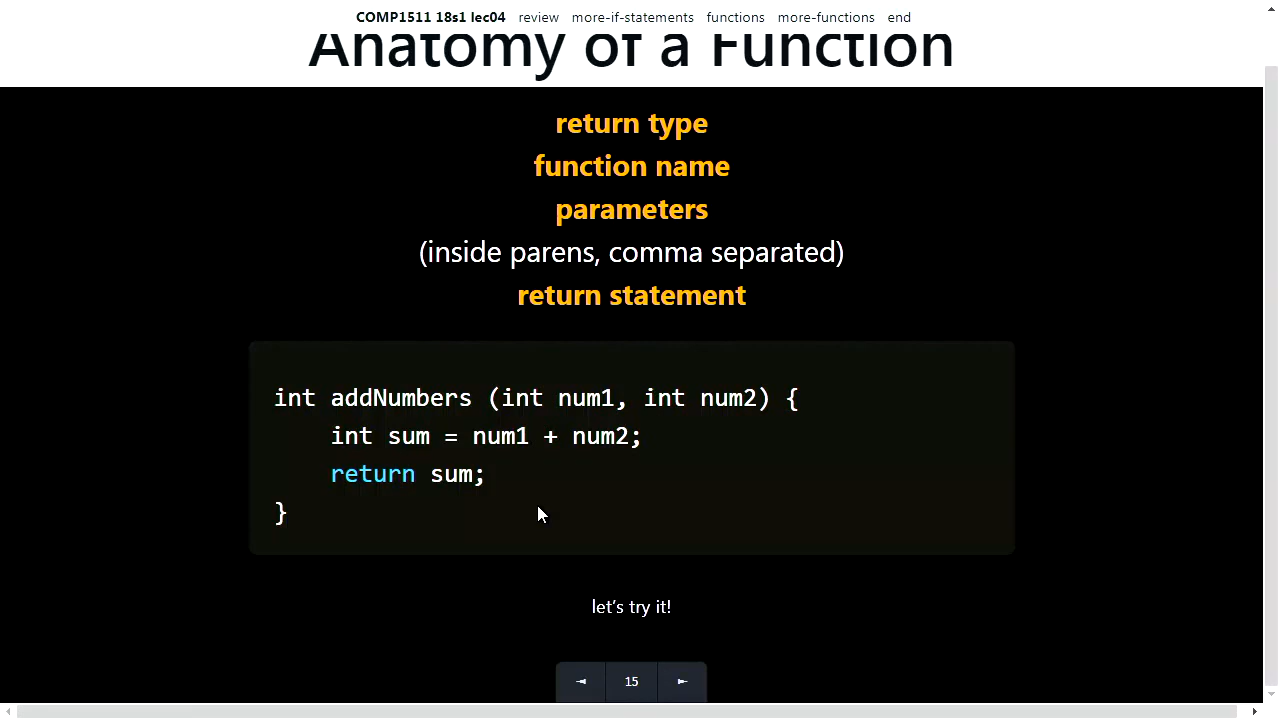 COMP1511 18s1 lec04 review more-if-statements functions more-functions end
Anatomy of a Function
return type
function name
parameters
(inside parens, comma separated)
return statement
int addNumbers (int num1, int num2) {
    int sum = num1 + num2;
    return sum;
}
let's try it!
15